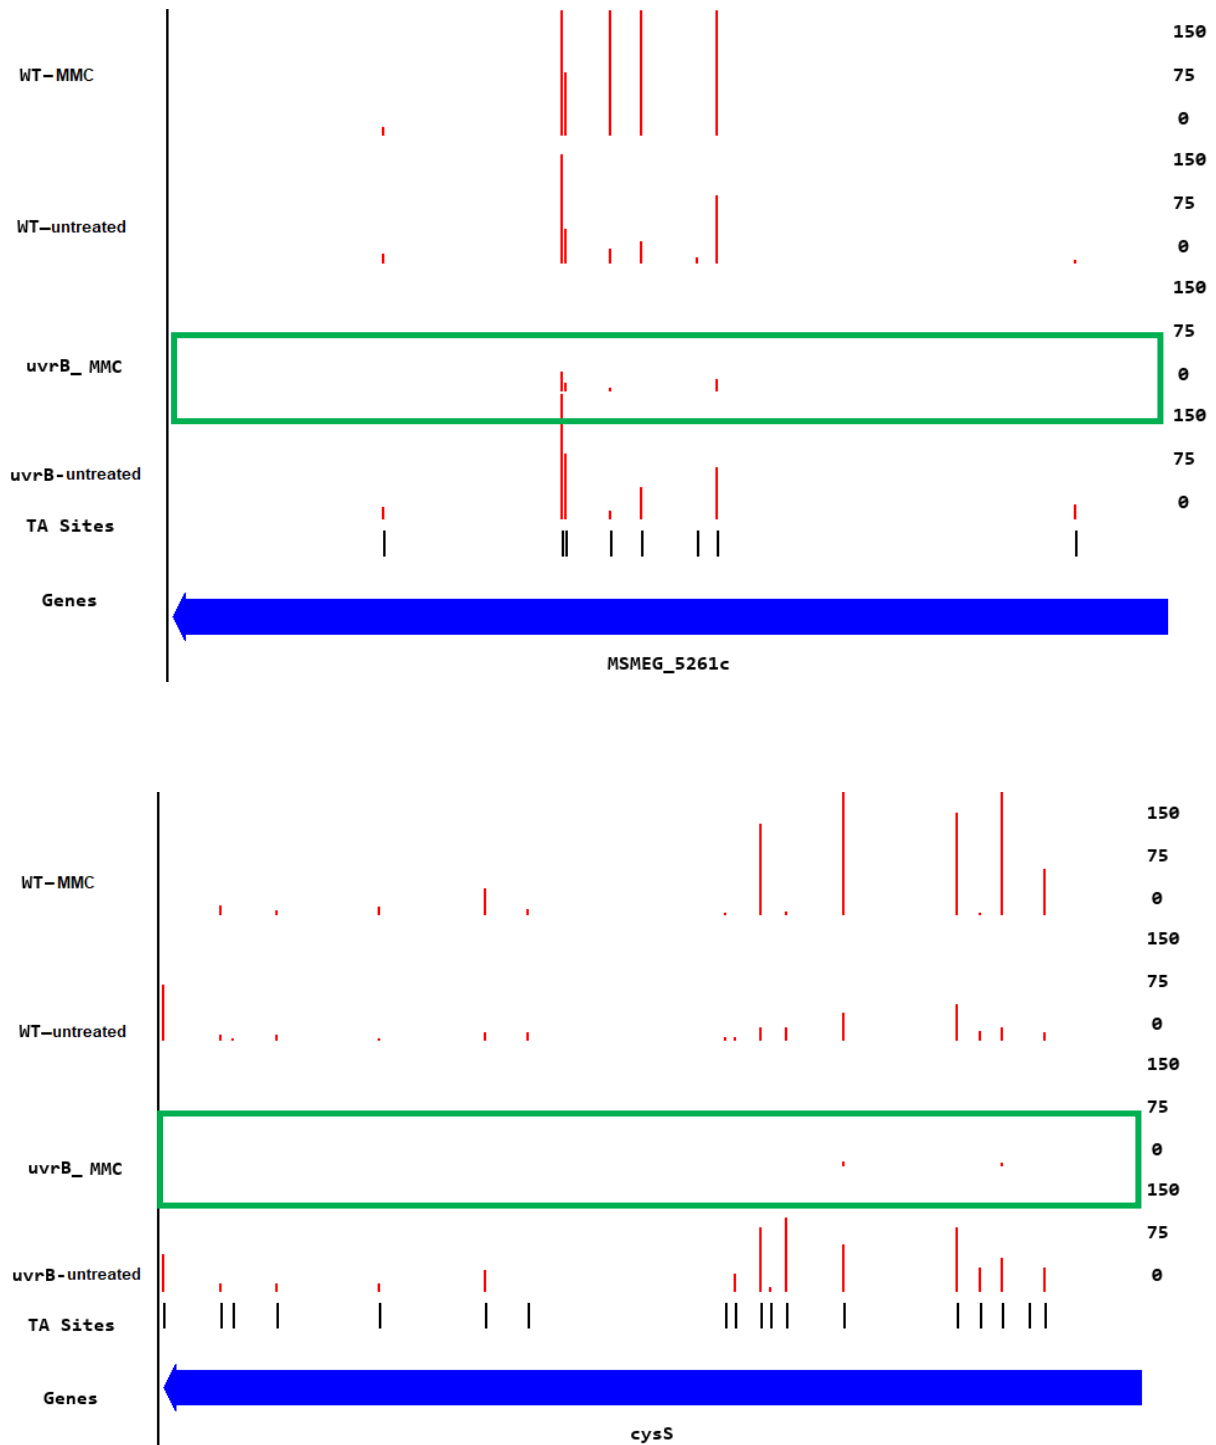 150
WT-MMC 75
0
150
75
WT-untreated
0
150
75
uvrB_ MMC 0
150
75
uvrB-untreated
0
TA Sites
Genes
MSMEG_5261c
150
75
WT-MMC
0
150
75
WT-untreated 0
150
75
0
uvrB_ MMC
150
75
uvrB-untreated 0
TA Sites
Genes
cysS